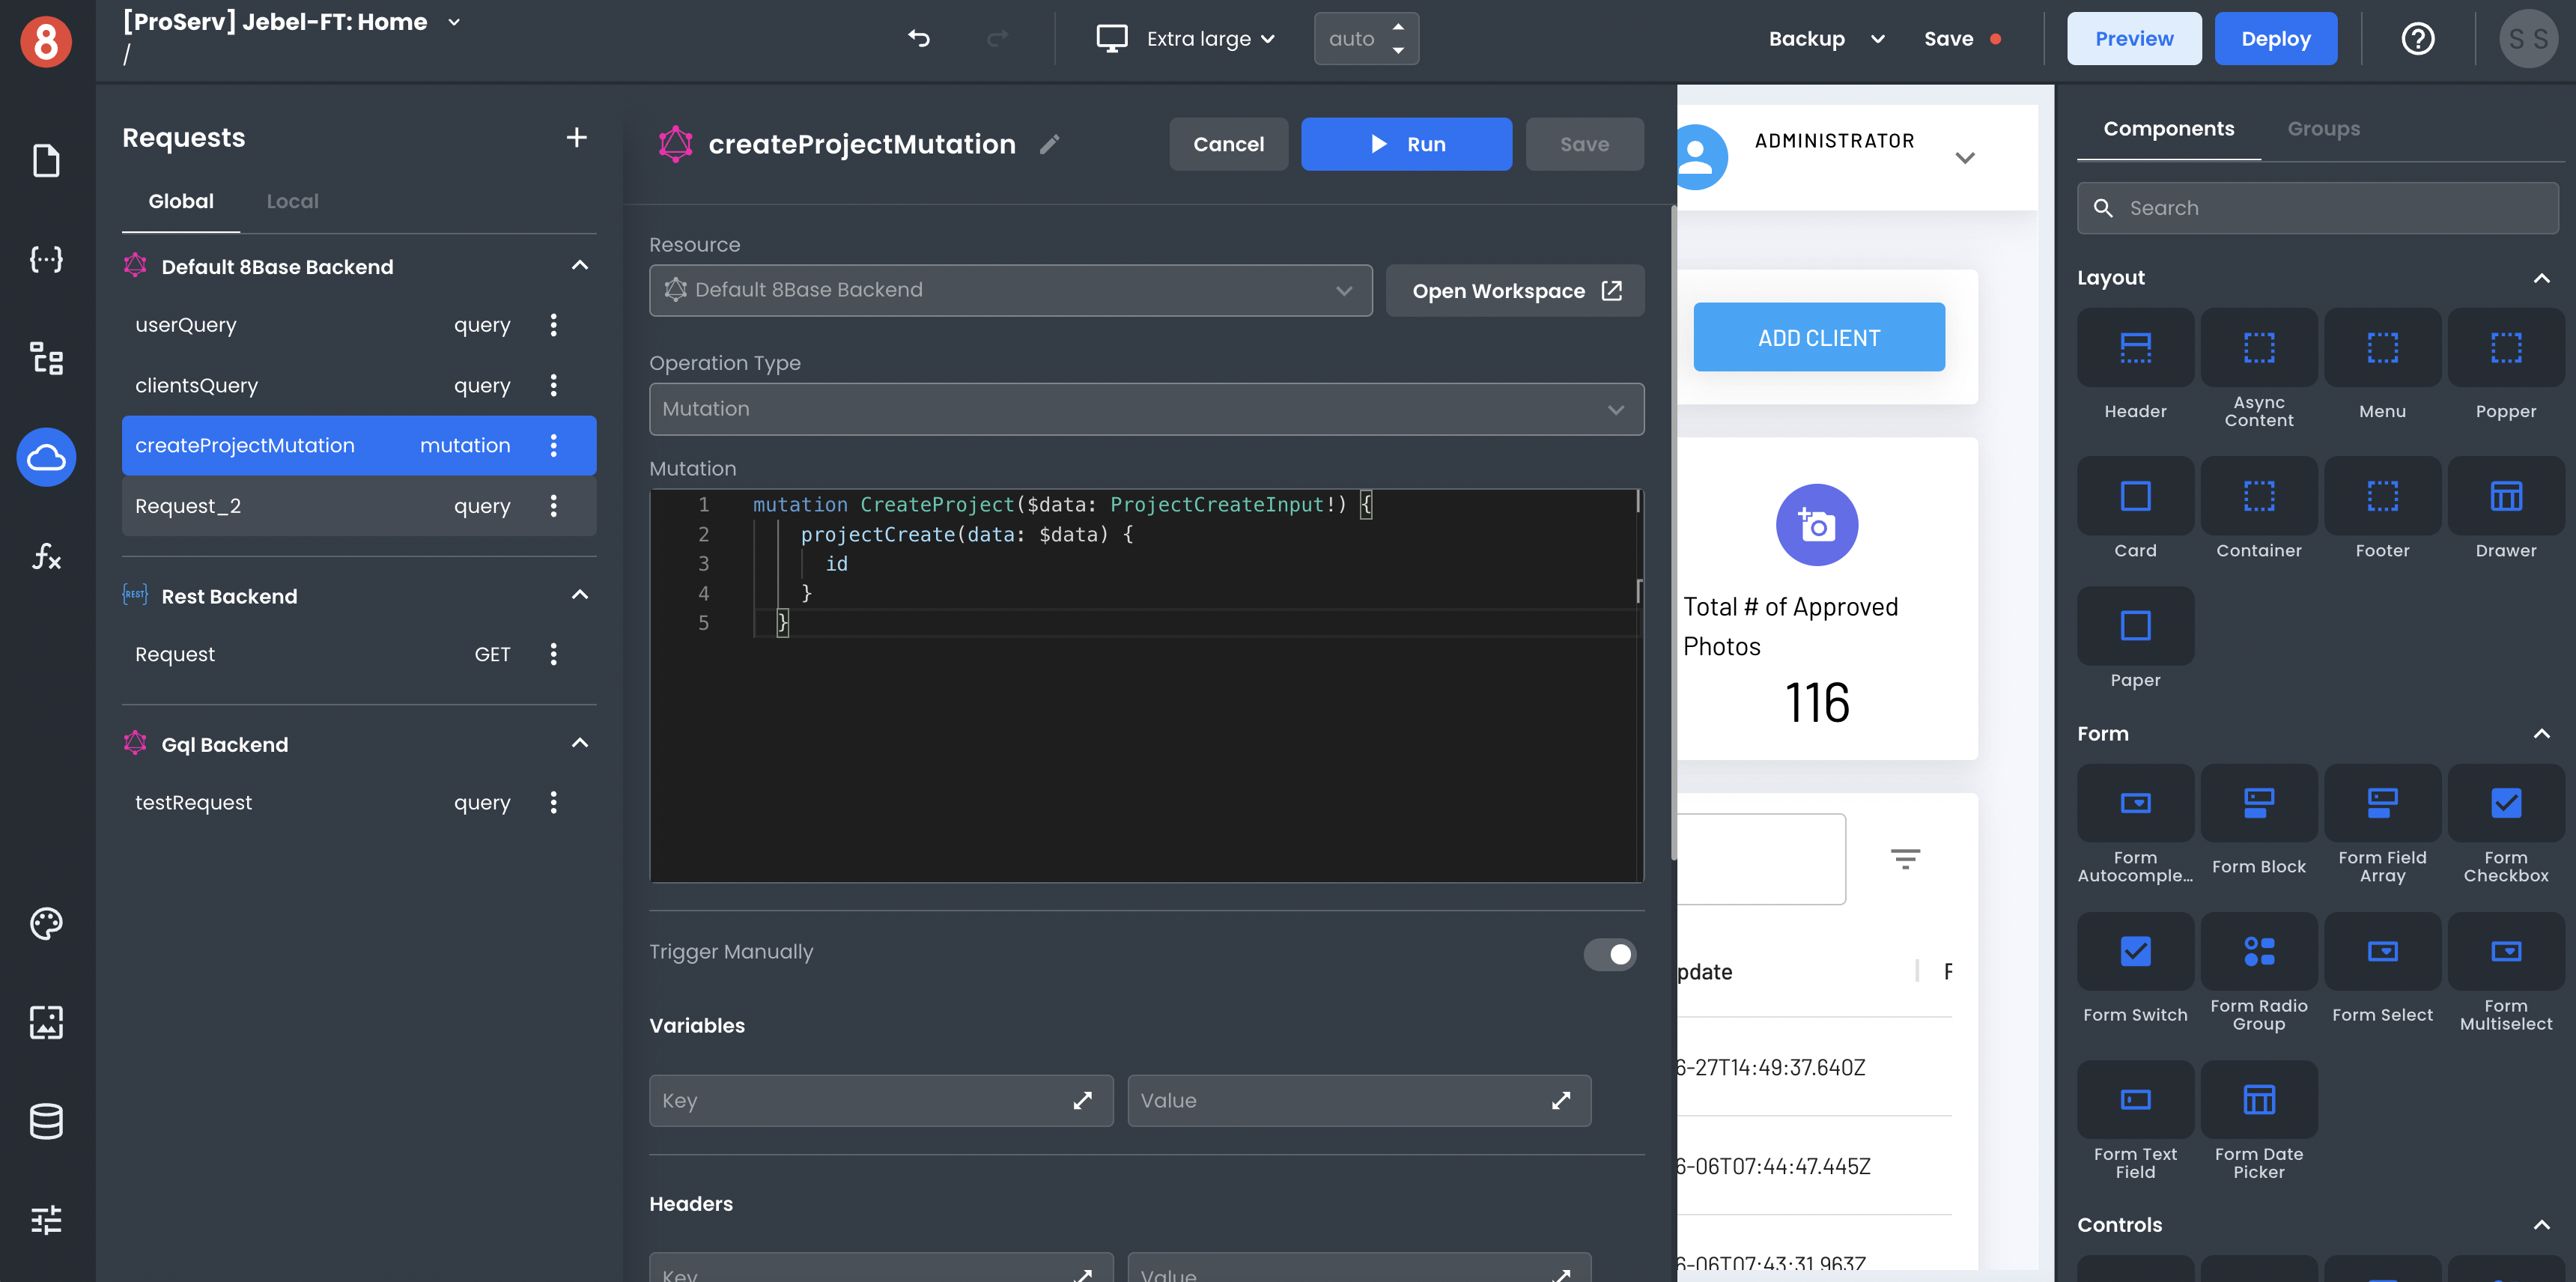 8
[ProServ] Jebel-FT: Home
/
Extra large
auto
Backup
Save
Preview
Deploy
S S
Requests
Global
Local
Default 8Base Backend
userQuery query
clientsQuery query
createProjectMutation mutation
Request_2 query
REST
Rest Backend
Request GET
Gql Backend
testRequest query
createProjectMutation
Cancel
Run
Save
Resource
Default 8Base Backend
Open Workspace
Operation Type
Mutation
Mutation
1 mutation CreateProject($data: ProjectCreateInput!) {
2 projectCreate(data: $data) {
3 id
4 }
5 }
Trigger Manually
Variables
Key
Value
Headers
Key
Value
ADMINISTRATOR
ADD CLIENT
Total # of Approved
Photos
116
pdate
F
6-27T14:49:37.640Z
6-06T07:44:47.445Z
6-06T07:43:31.963Z
Components
Groups
Search
Layout
Header
Async
Content
Menu
Popper
Card
Container
Footer
Drawer
Paper
Form
Form
Autocomple...
Form Block
Form Field
Array
Form
Checkbox
Form Switch
Form Radio
Group
Form Select
Form
Multiselect
Form Text
Field
Form Date
Picker
Controls